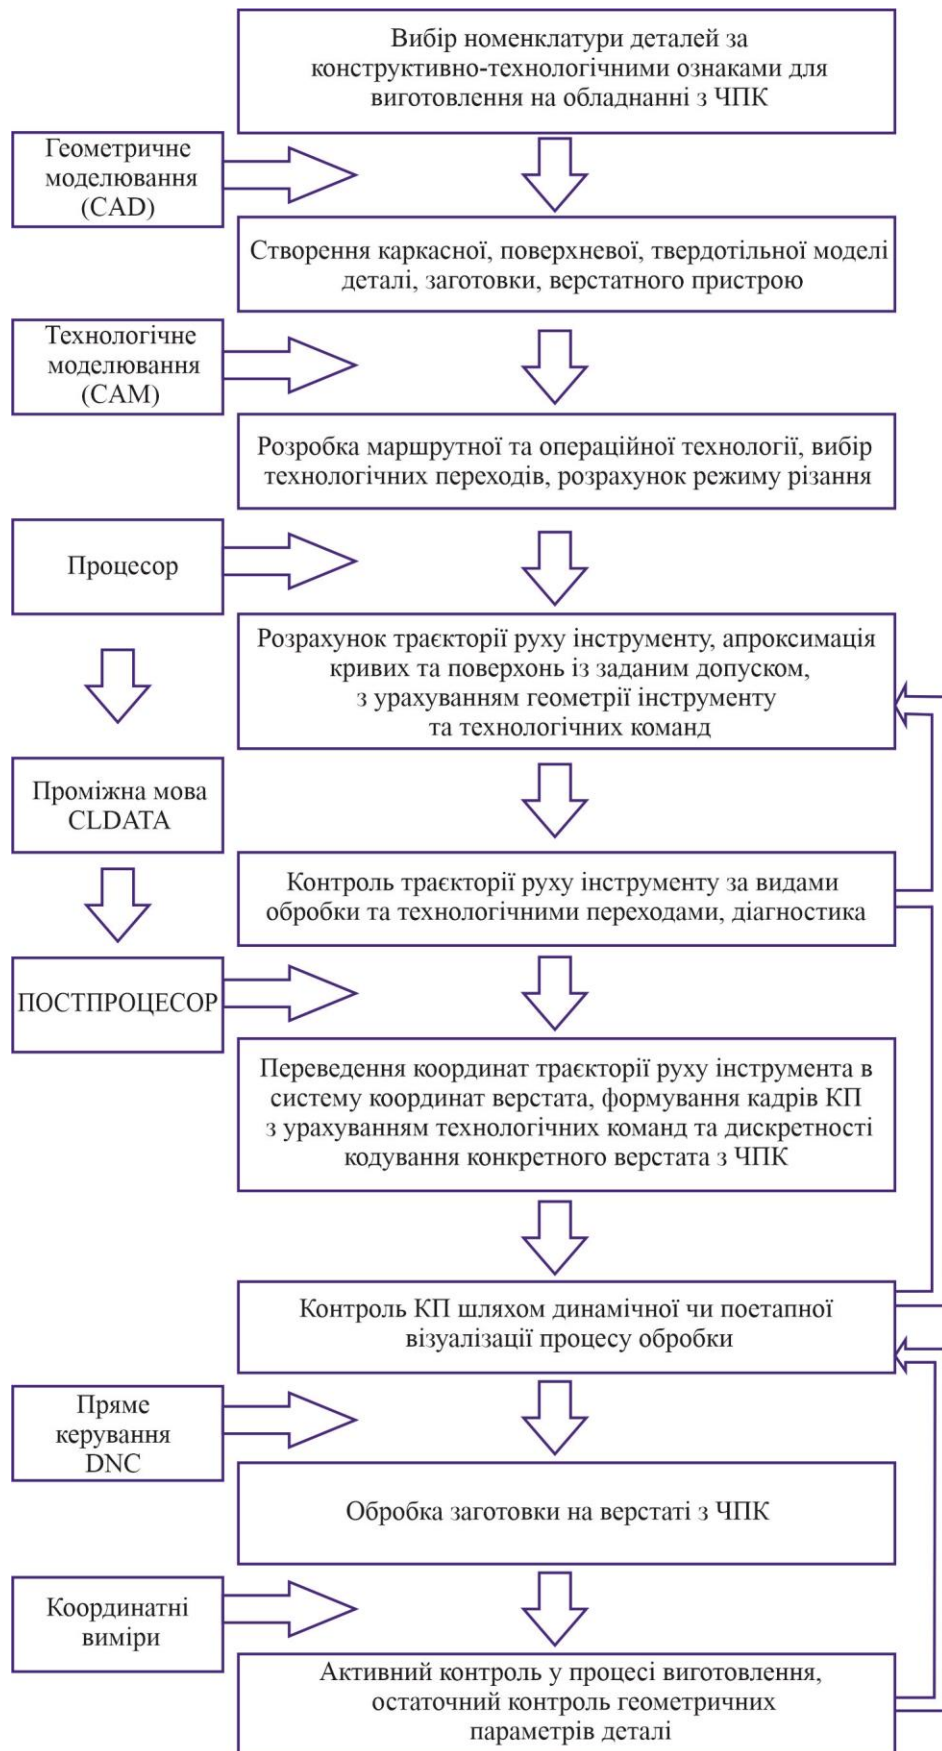 Вибір номенклатури деталей за
конструктивно-технологічними ознаками для
виготовлення на обладнанні з ЧПК
Геометричне
моделювання
(CAD)
Створення каркасної, поверхневої, твердотільної моделі
деталі, заготовки, верстатного пристрою
Технологічне
моделювання
(CAM)
Розробка маршрутної та операційної технології, вибір
технологічних переходів, розрахунок режиму різання
Процесор
Розрахунок траєкторії руху інструменту, апроксимація
кривих та поверхонь із заданим допуском,
з урахуванням геометрії інструменту
та технологічних команд
Проміжна мова
CLDATA
Контроль траєкторії руху інструменту за видами
обробки та технологічними переходами, діагностика
ПОСТПРОЦЕСОР
Переведення координат траєкторії руху інструмента в
систему координат верстата, формування кадрів КП
з урахуванням технологічних команд та дискретності
кодування конкретного верстата з ЧПК
Контроль КП шляхом динамічної чи поетапної
візуалізації процесу обробки
Пряме
керування
DNC
Обробка заготовки на верстаті з ЧПК
Координатні
виміри
Активний контроль у процесі виготовлення,
остаточний контроль геометричних
параметрів деталі